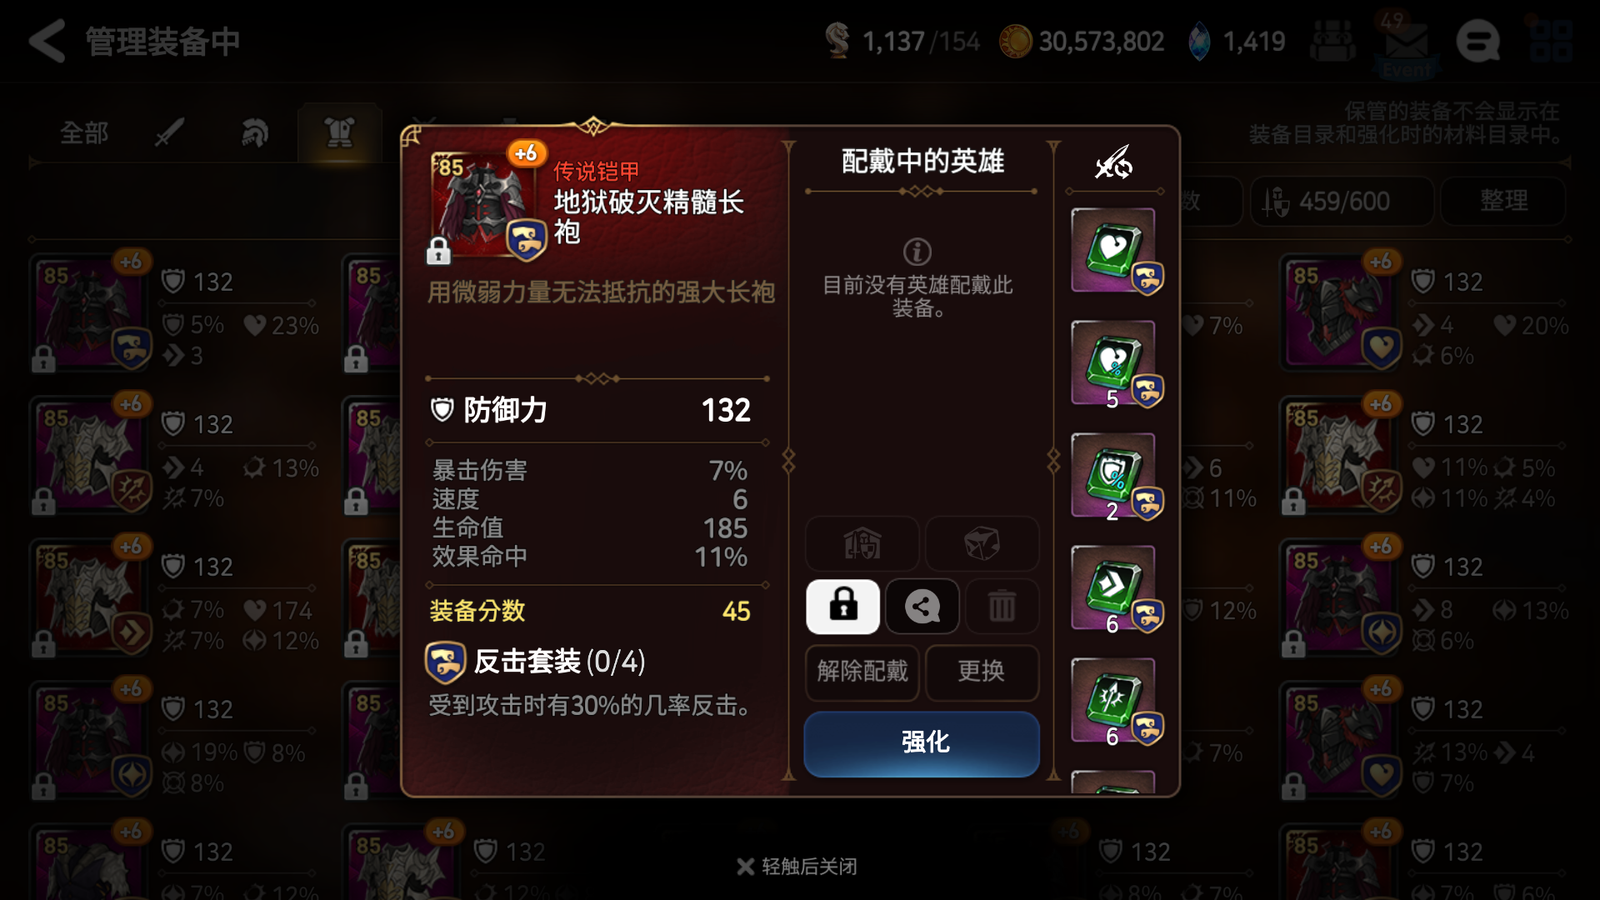 管理装备中
1,137/154
30,573,802
1,419
49
Event
全部
保管的装备不会显示在
装备目录和强化时的材料目录中。
数
459/600
整理
85
+6
传说铠甲
地狱破灭精髓长
袍
用微弱力量无法抵抗的强大长袍
防御力 132
暴击伤害 7%
速度 6
生命值 185
效果命中 11%
装备分数 45
反击套装(0/4)
受到攻击时有30%的几率反击。
配戴中的英雄
目前没有英雄配戴此
装备。
解除配戴
更换
强化
5
2
6
6
85 +6 132
5% 23%
3
85
7%
85 +6 132
4 20%
6%
85 +6 132
4 13%
7%
85
6
11%
85 +6 132
11% 5%
11% 4%
85 +6 132
7% 174
7% 12%
85
12%
85 +6 132
8 13%
6%
85 +6 132
19% 8%
8%
85
7%
85 +6 132
13% 4
7%
85 +6 132
7% 12%
85 +6 132
12%
+6 132
8% 7%
85 +6 132
7% 6%
轻触后关闭